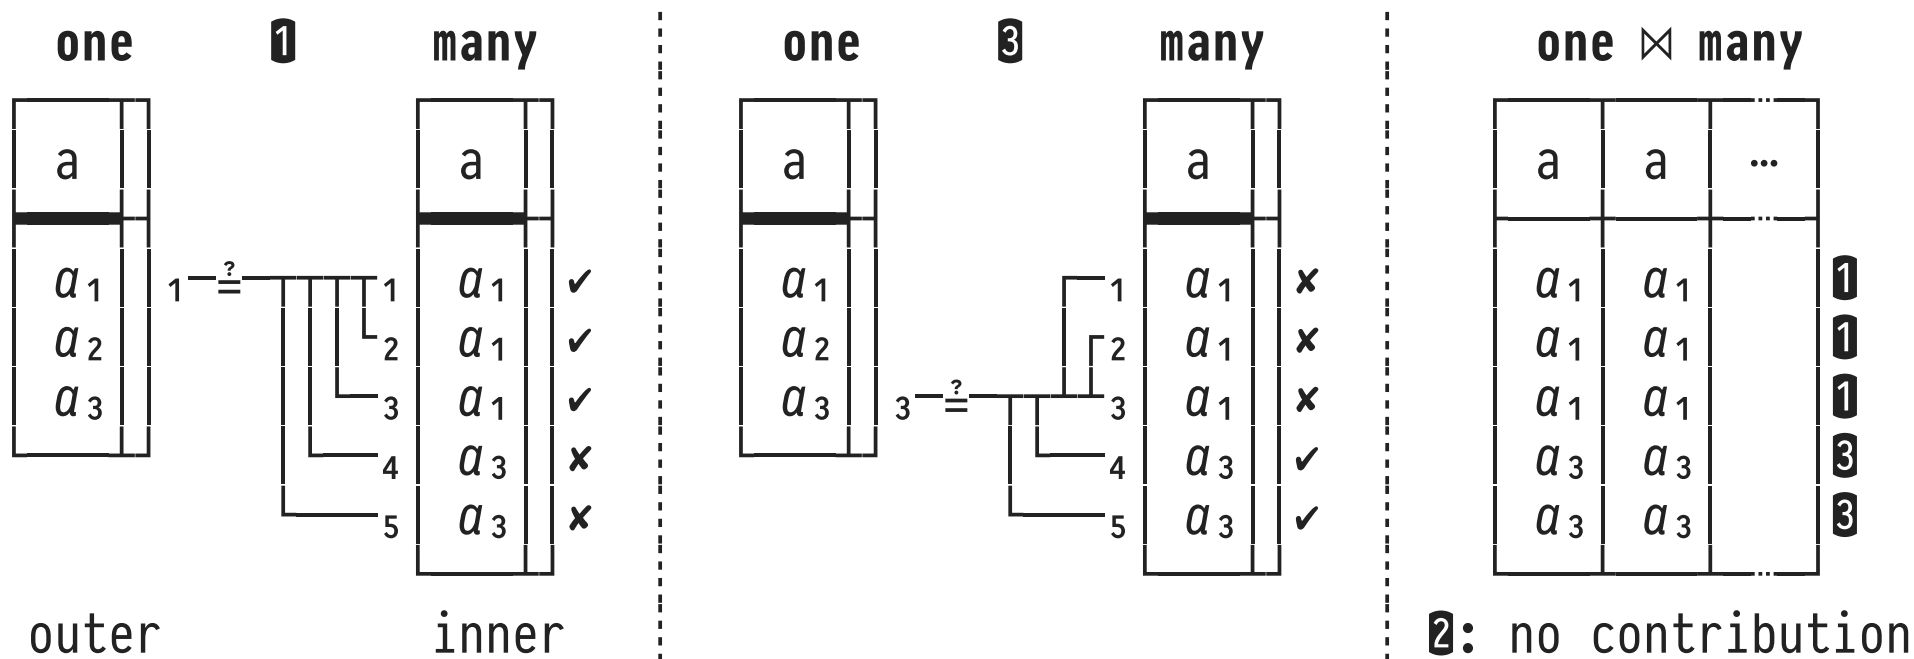 one 1 many
a a
a1 1 ≟ 1 a1 ✔
a2 2 a1 ✔
a3 3 a1 ✔
4 a3 ✘
5 a3 ✘
outer inner
one 3 many
a a
a1 1 a1 ✘
a2 2 a1 ✘
a3 3 ≟ 3 a1 ✘
4 a3 ✔
5 a3 ✔
one ⋈ many
a a ⋯
a1 a1 1
a1 a1 1
a1 a1 1
a3 a3 3
a3 a3 3
2: no contribution